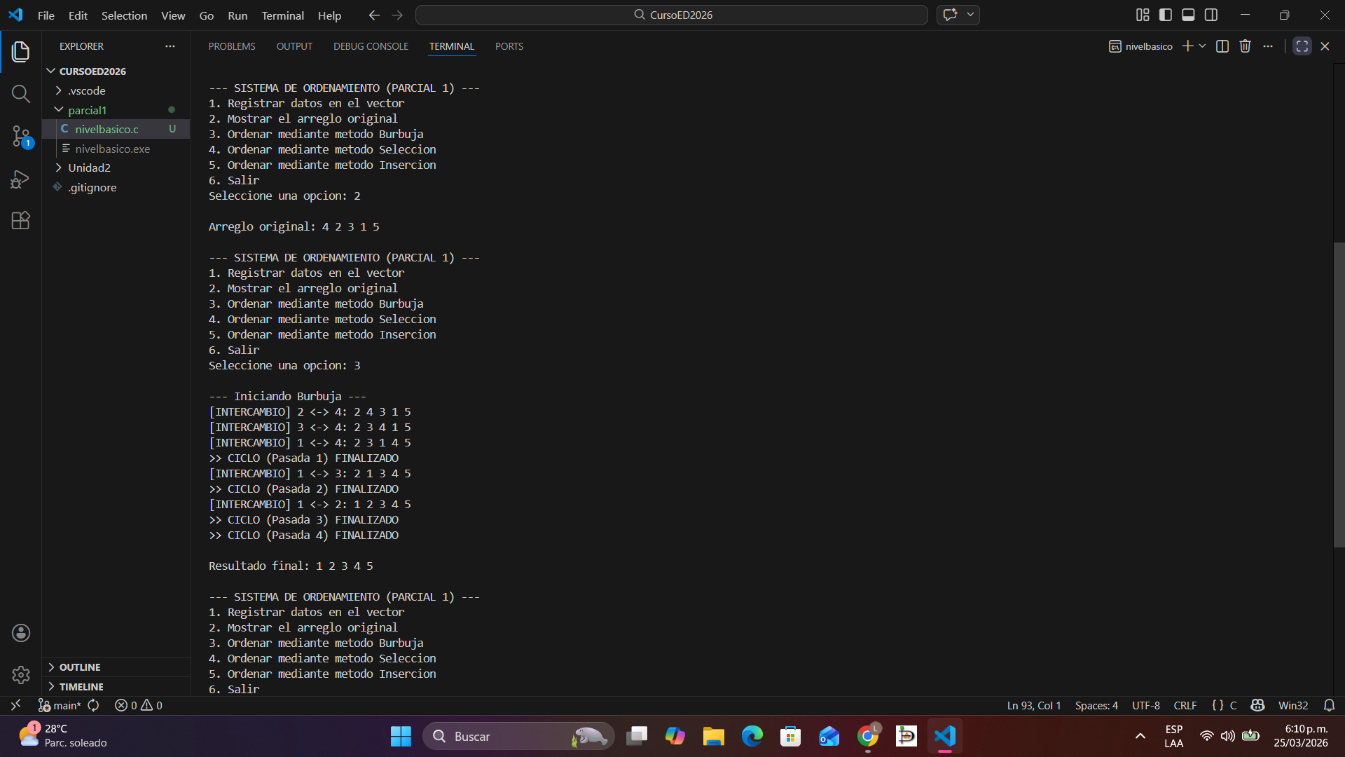 File Edit Selection View Go Run Terminal Help
CursoED2026
EXPLORER
PROBLEMS OUTPUT DEBUG CONSOLE TERMINAL PORTS
nivelbasico
CURSOED2026
.vscode
parcial1
C nivelbasico.c U
nivelbasico.exe
Unidad2
.gitignore
1
--- SISTEMA DE ORDENAMIENTO (PARCIAL 1) ---
1. Registrar datos en el vector
2. Mostrar el arreglo original
3. Ordenar mediante metodo Burbuja
4. Ordenar mediante metodo Seleccion
5. Ordenar mediante metodo Insercion
6. Salir
Seleccione una opcion: 2
Arreglo original: 4 2 3 1 5
--- SISTEMA DE ORDENAMIENTO (PARCIAL 1) ---
1. Registrar datos en el vector
2. Mostrar el arreglo original
3. Ordenar mediante metodo Burbuja
4. Ordenar mediante metodo Seleccion
5. Ordenar mediante metodo Insercion
6. Salir
Seleccione una opcion: 3
--- Iniciando Burbuja ---
[INTERCAMBIO] 2 <-> 4: 2 4 3 1 5
[INTERCAMBIO] 3 <-> 4: 2 3 4 1 5
[INTERCAMBIO] 1 <-> 4: 2 3 1 4 5
>> CICLO (Pasada 1) FINALIZADO
[INTERCAMBIO] 1 <-> 3: 2 1 3 4 5
>> CICLO (Pasada 2) FINALIZADO
[INTERCAMBIO] 1 <-> 2: 1 2 3 4 5
>> CICLO (Pasada 3) FINALIZADO
>> CICLO (Pasada 4) FINALIZADO
Resultado final: 1 2 3 4 5
--- SISTEMA DE ORDENAMIENTO (PARCIAL 1) ---
1. Registrar datos en el vector
2. Mostrar el arreglo original
3. Ordenar mediante metodo Burbuja
4. Ordenar mediante metodo Seleccion
5. Ordenar mediante metodo Insercion
6. Salir
OUTLINE
TIMELINE
main* 0 0
Ln 93, Col 1 Spaces: 4 UTF-8 CRLF {} C Win32
1
28°C
Parc. soleado
Buscar
L
ESP
LAA
6:10 p.m.
25/03/2026